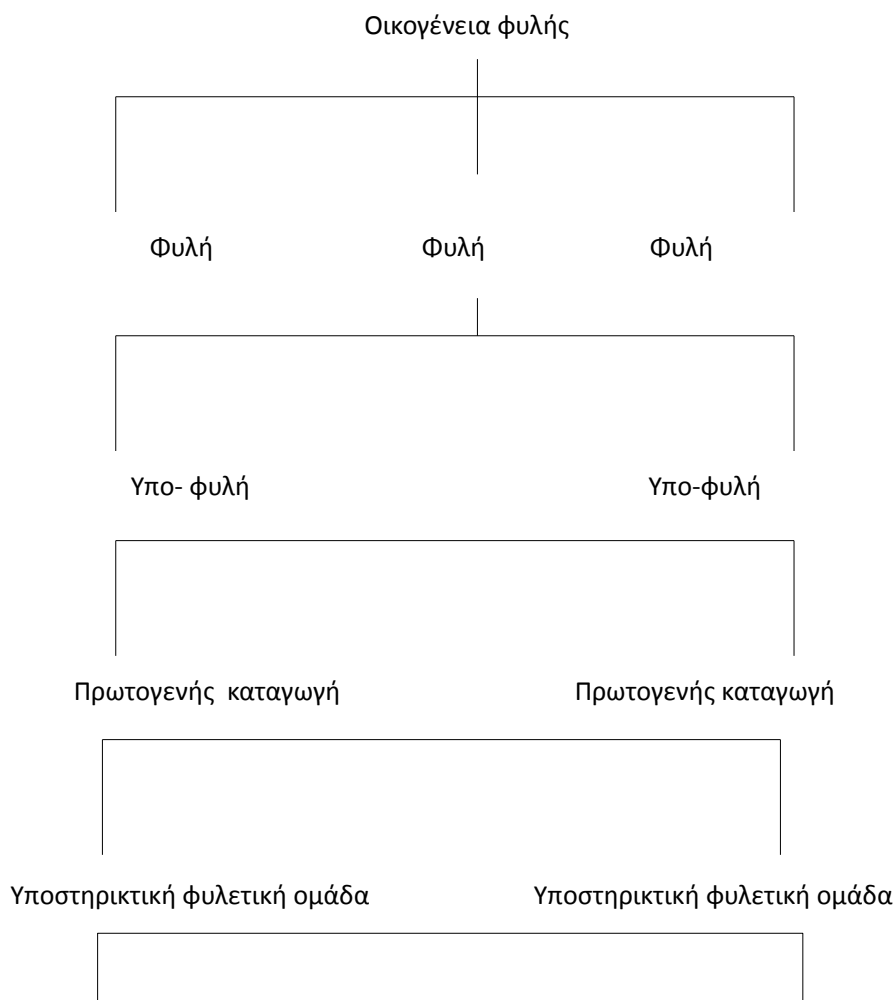 Οικογένεια φυλής
Φυλή Φυλή Φυλή
Υπο- φυλή Υπο-φυλή
Πρωτογενής καταγωγή Πρωτογενής καταγωγή
Υποστηρικτική φυλετική ομάδα Υποστηρικτική φυλετική ομάδα